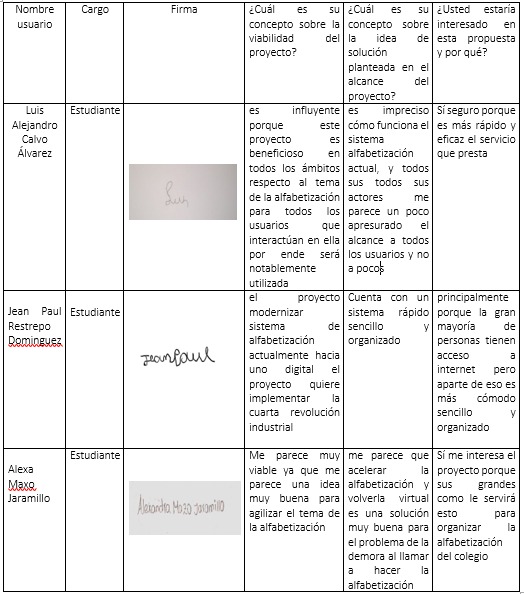 Nombre usuario
Cargo
Firma
¿Cuál es su concepto sobre la viabilidad del proyecto?
¿Cuál es su concepto sobre la idea de solución planteada en el alcance del proyecto?
¿Usted estaría interesado en esta propuesta y por qué?
Luis Alejandro Calvo Álvarez
Estudiante
Luis
es influyente porque este proyecto es beneficioso en todos los ámbitos respecto al tema de la alfabetización para todos los usuarios que interactúan en ella por ende será notablemente utilizada
es impreciso cómo funciona el sistema alfabetización actual, y todos sus todos sus actores me parece un poco apresurado el alcance a todos los usuarios y no a pocos
Sí seguro porque es más rápido y eficaz el servicio que presta
Jean Paul Restrepo Dominguez
Estudiante
JeanPaul
el proyecto modernizar sistema de alfabetización actualmente hacia uno digital el proyecto quiere implementar la cuarta revolución industrial
Cuenta con un sistema rápido sencillo y organizado
principalmente porque la gran mayoría de personas tienen acceso a internet pero aparte de eso es más cómodo sencillo y organizado
Alexa Maxo Jaramillo
Estudiante
Alexandra Mazo Jaramillo
Me parece muy viable ya que me parece una idea muy buena para agilizar el tema de la alfabetización
me parece que acelerar la alfabetización y volverla virtual es una solución muy buena para el problema de la demora al llamar a hacer la alfabetización
Sí me interesa el proyecto porque sus grandes como le servirá esto para organizar la alfabetización del colegio